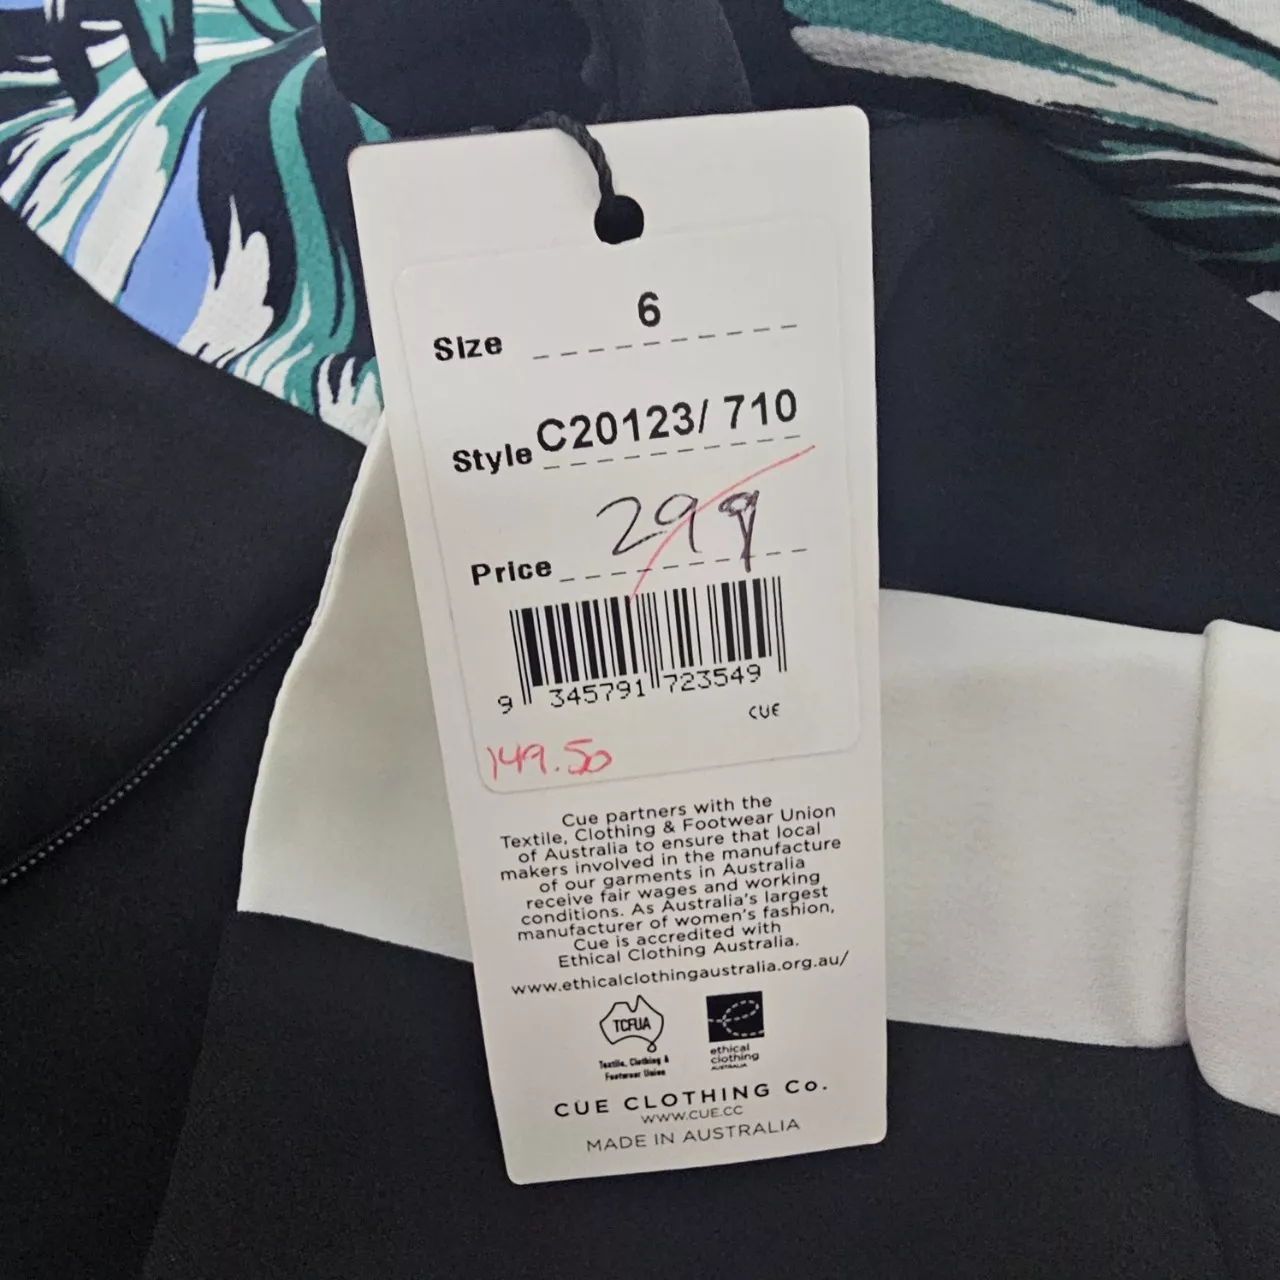 Size 6
Style C20123/ 710
Price 299
9 345791 723549
CUE
149.50
Cue partners with the
Textile, Clothing & Footwear Union
of Australia to ensure that local
makers involved in the manufacture
of our garments in Australia
receive fair wages and working
conditions. As Australia's largest
manufacturer of women's fashion,
Cue is accredited with
Ethical Clothing Australia.
www.ethicalclothingaustralia.org.au/
TCFUA
Textile, Clothing &
Footwear Union
ethical
clothing
AUSTRALIA
CUE CLOTHING Co.
WWW.CUE.CC
MADE IN AUSTRALIA